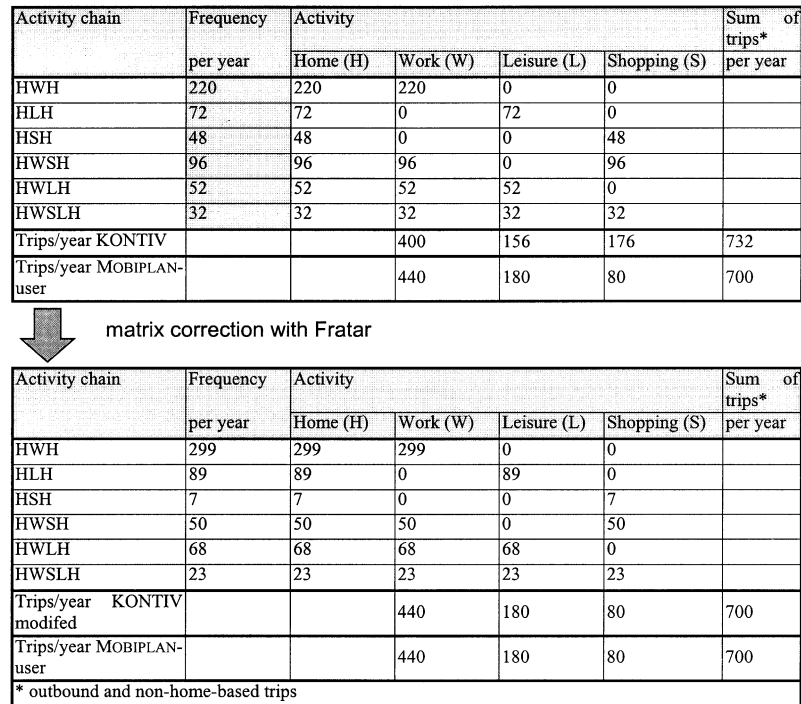 Activity chain Frequency Activity Sum of
trips*
per year Home (H) Work (W) Leisure (L) Shopping (S) per year
HWH 220 220 220 0 0
HLH 72 72 0 72 0
HSH 48 48 0 0 48
HWSH 96 96 96 0 96
HWLH 52 52 52 52 0
HWSLH 32 32 32 32 32
Trips/year KONTIV 400 156 176 732
Trips/year MOBIPLAN-
user 440 180 80 700
matrix correction with Fratar
Activity chain Frequency Activity Sum of
trips*
per year Home (H) Work (W) Leisure (L) Shopping (S) per year
HWH 299 299 299 0 0
HLH 89 89 0 89 0
HSH 7 7 0 0 7
HWSH 50 50 50 0 50
HWLH 68 68 68 68 0
HWSLH 23 23 23 23 23
Trips/year KONTIV
modifed 440 180 80 700
Trips/year MOBIPLAN-
user 440 180 80 700
* outbound and non-home-based trips